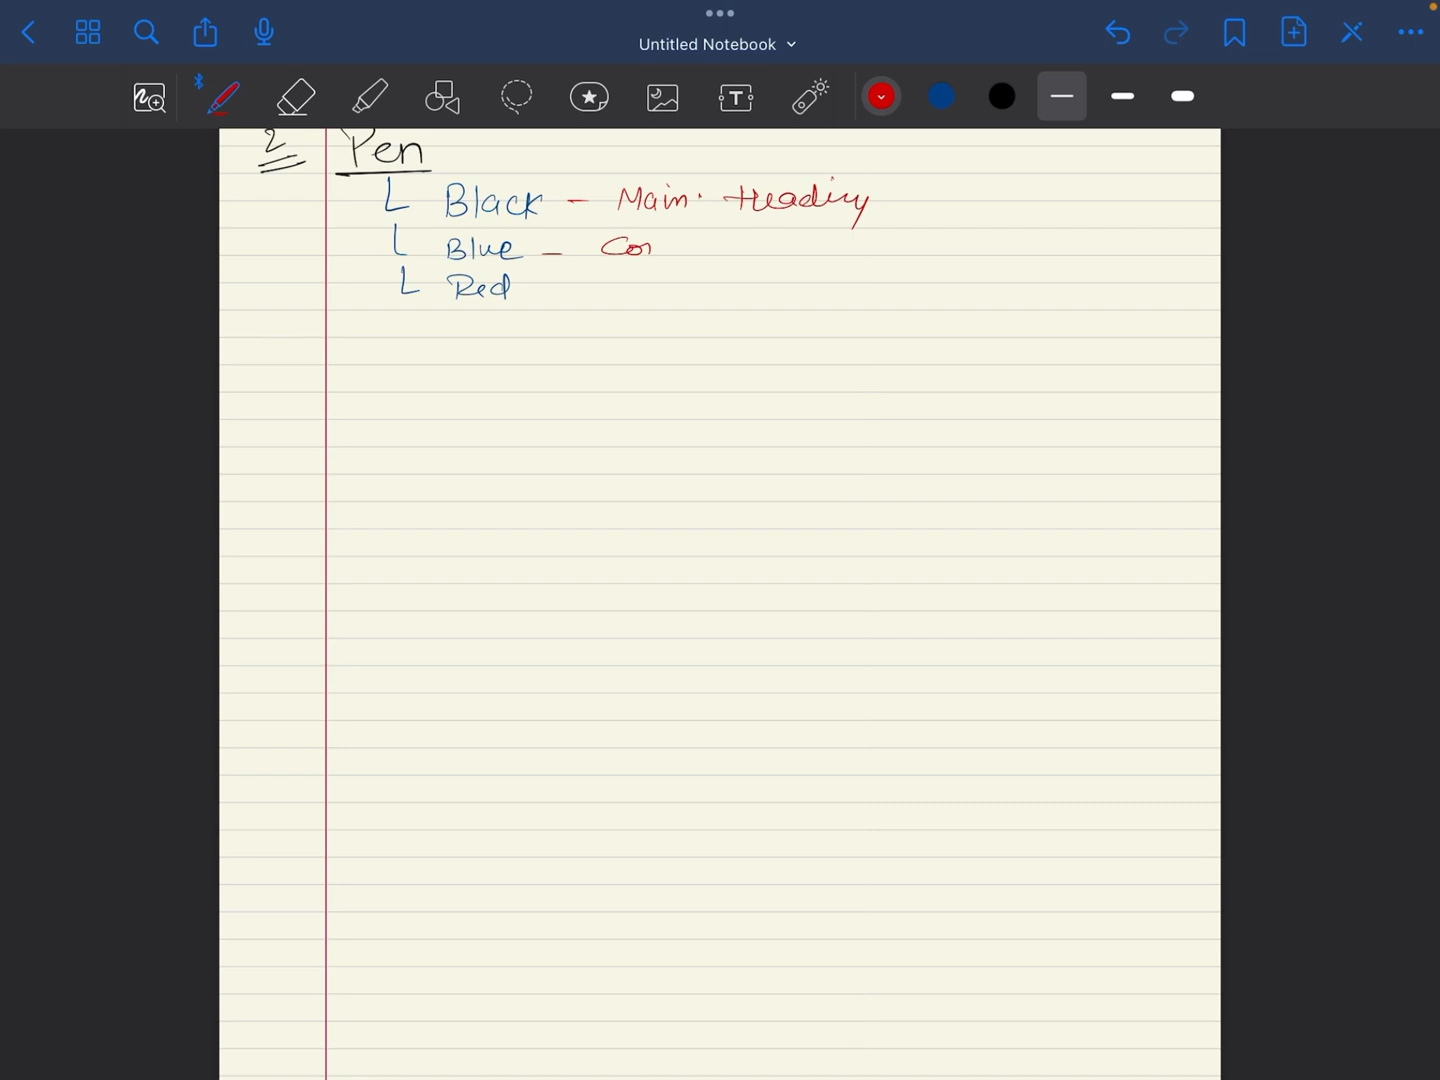 Untitled Notebook
T
2 Pen
L Black - Main. Heading
L Blue - Con
L Red